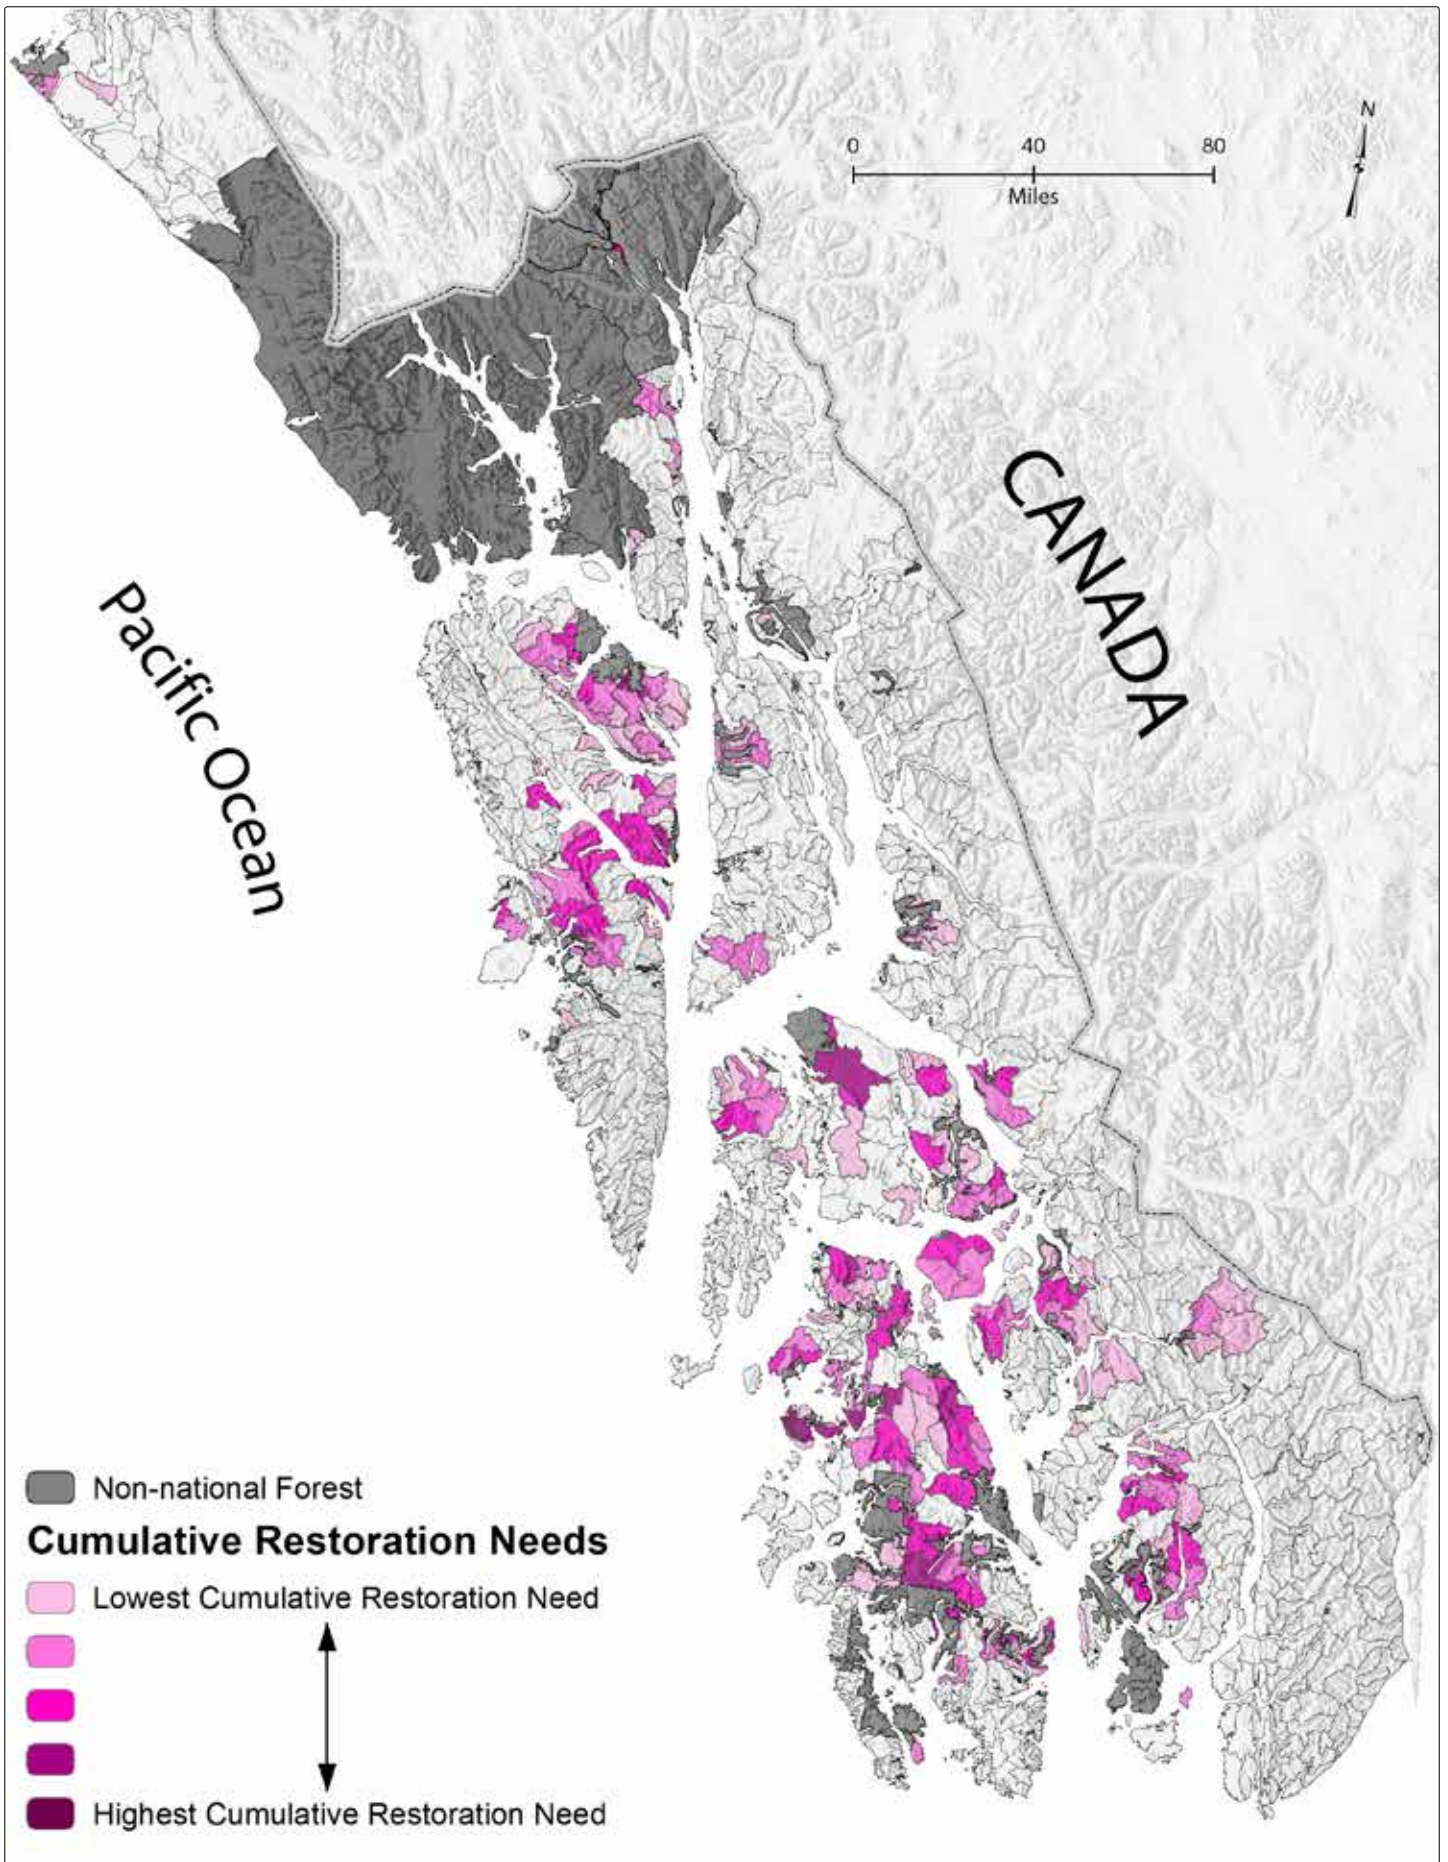 N
0 40 80
Miles
CANADA
Pacific Ocean
Non-national Forest
Cumulative Restoration Needs
Lowest Cumulative Restoration Need
Highest Cumulative Restoration Need